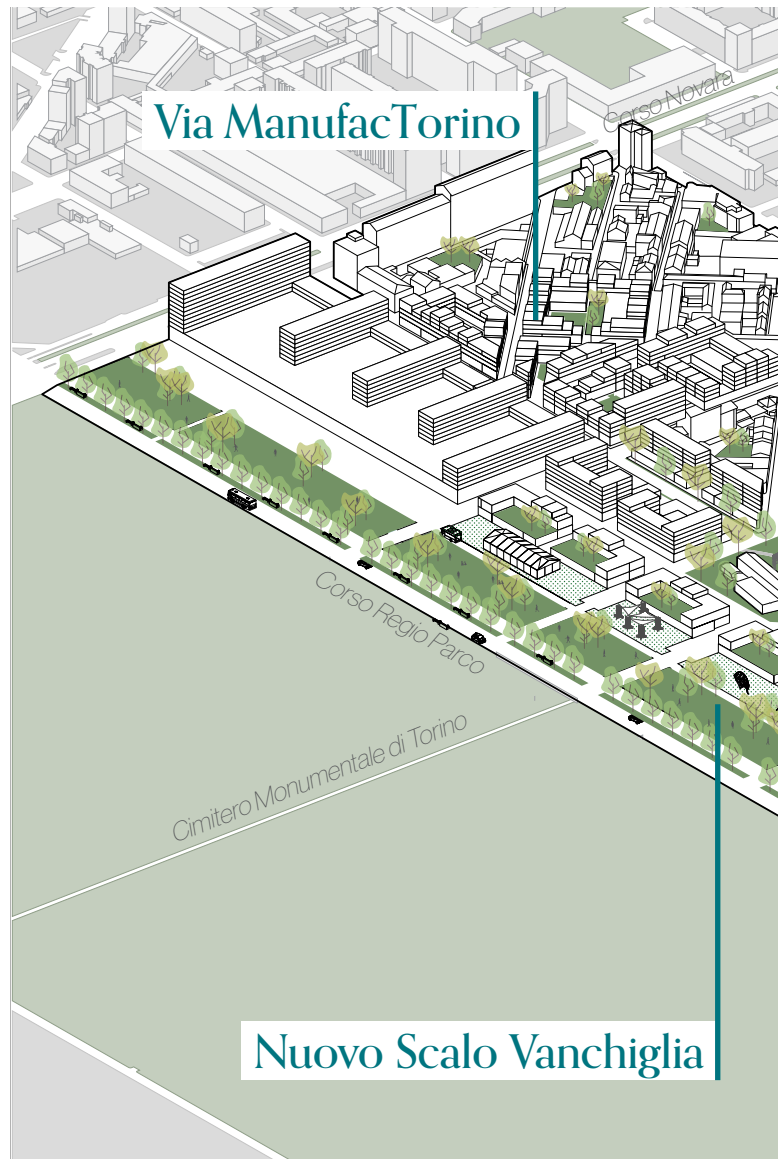 Corso Novara
Via ManufacTorino
Corso Regio Parco
Cimitero Monumentale di Torino
Nuovo Scalo Vanchiglia